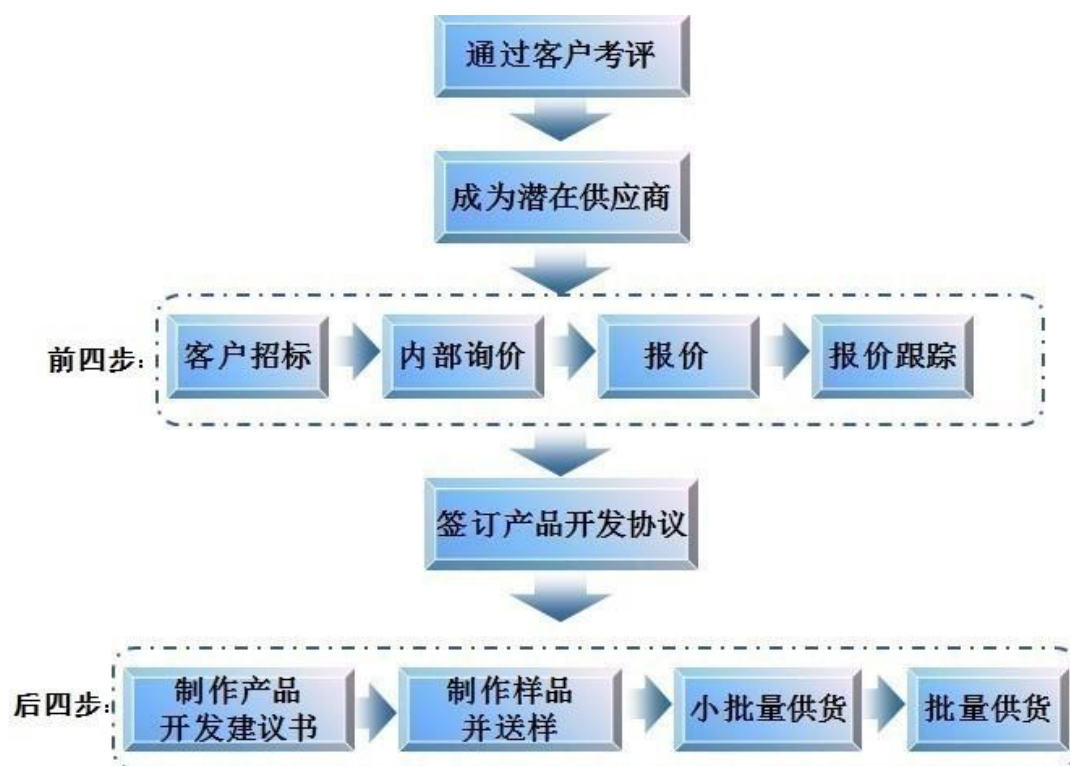 通过客户考评
成为潜在供应商
前四步：
客户招标
内部询价
报价
报价跟踪
签订产品开发协议
后四步：
制作产品
开发建议书
制作样品
并送样
小批量供货
批量供货